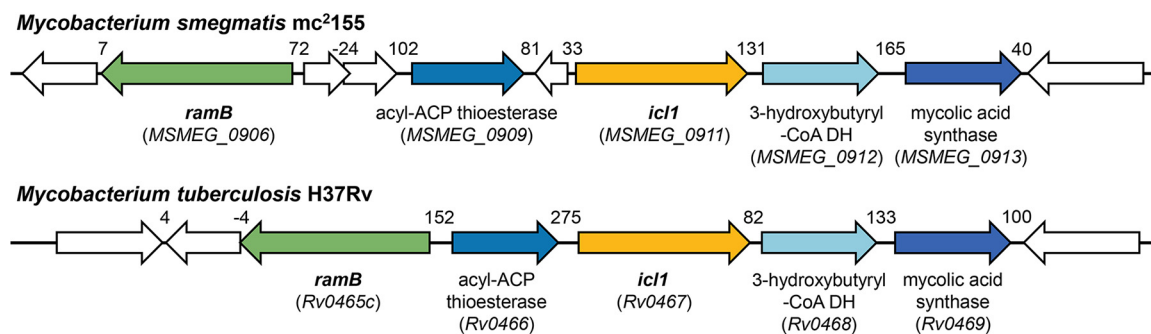 Mycobacterium smegmatis mc²155
7 72 -24 102 81 33 131 165 40
ramB acyl-ACP thioesterase icl1 3-hydroxybutyryl mycolic acid
(MSMEG_0906) (MSMEG_0909) (MSMEG_0911) -CoA DH synthase
(MSMEG_0912) (MSMEG_0913)
Mycobacterium tuberculosis H37Rv
4 -4 152 275 82 133 100
ramB acyl-ACP icl1 3-hydroxybutyryl mycolic acid
(Rv0465c) thioesterase (Rv0467) -CoA DH synthase
(Rv0466) (Rv0468) (Rv0469)